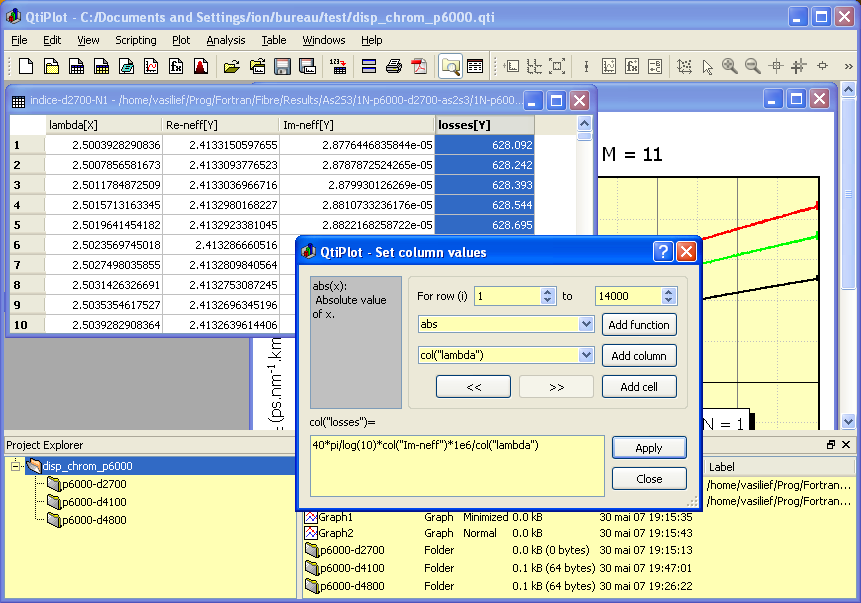 QtiPlot - C:/Documents and Settings/ion/bureau/test/disp_chrom_p6000.qti
File Edit View Scripting Plot Analysis Table Windows Help
indice-d2700-N1 - /home/vasilief/Prog/Fortran/Fibre/Results/As2S3/1N-p6000-d2700-as2s3/1N-p600...
lambda[X] Re-neff[Y] Im-neff[Y] losses[Y]
1 2.5003928290836 2.4133150597655 2.8776446835844e-05 628.092
2 2.5007856581673 2.4133093776523 2.8787872524265e-05 628.242
3 2.5011784872509 2.4133036966716 2.879930126269e-05 628.393
4 2.5015713163345 2.4132980168227 2.8810733236176e-05 628.544
5 2.5019641454182 2.4132923381045 2.8822168258722e-05 628.695
6 2.5023569745018 2.413286660516
7 2.5027498035855 2.4132809840564
8 2.5031426326691 2.4132753087245
9 2.5035354617527 2.4132696345196
10 2.5039282908364 2.4132639614406
M = 11
= (ps.nm-1.km
N = 1
QtiPlot - Set column values
abs(x):
Absolute value
of x.
For row (i) 1 to 14000
abs Add function
col("lambda") Add column
<< >> Add cell
col("losses")=
40*pi/log(10)*col("Im-neff")*1e6/col("lambda")
Apply
Close
Project Explorer
disp_chrom_p6000
p6000-d2700
p6000-d4100
p6000-d4800
Label
/home/vasilief/Prog/Fortran...
/home/vasilief/Prog/Fortran...
Graph1 Graph Minimized 0.0 kB 30 mai 07 19:15:35
Graph2 Graph Normal 0.0 kB 30 mai 07 19:15:43
p6000-d2700 Folder 0.0 kB (0 bytes) 30 mai 07 19:15:13
p6000-d4100 Folder 0.1 kB (64 bytes) 30 mai 07 19:47:01
p6000-d4800 Folder 0.1 kB (64 bytes) 30 mai 07 19:26:22